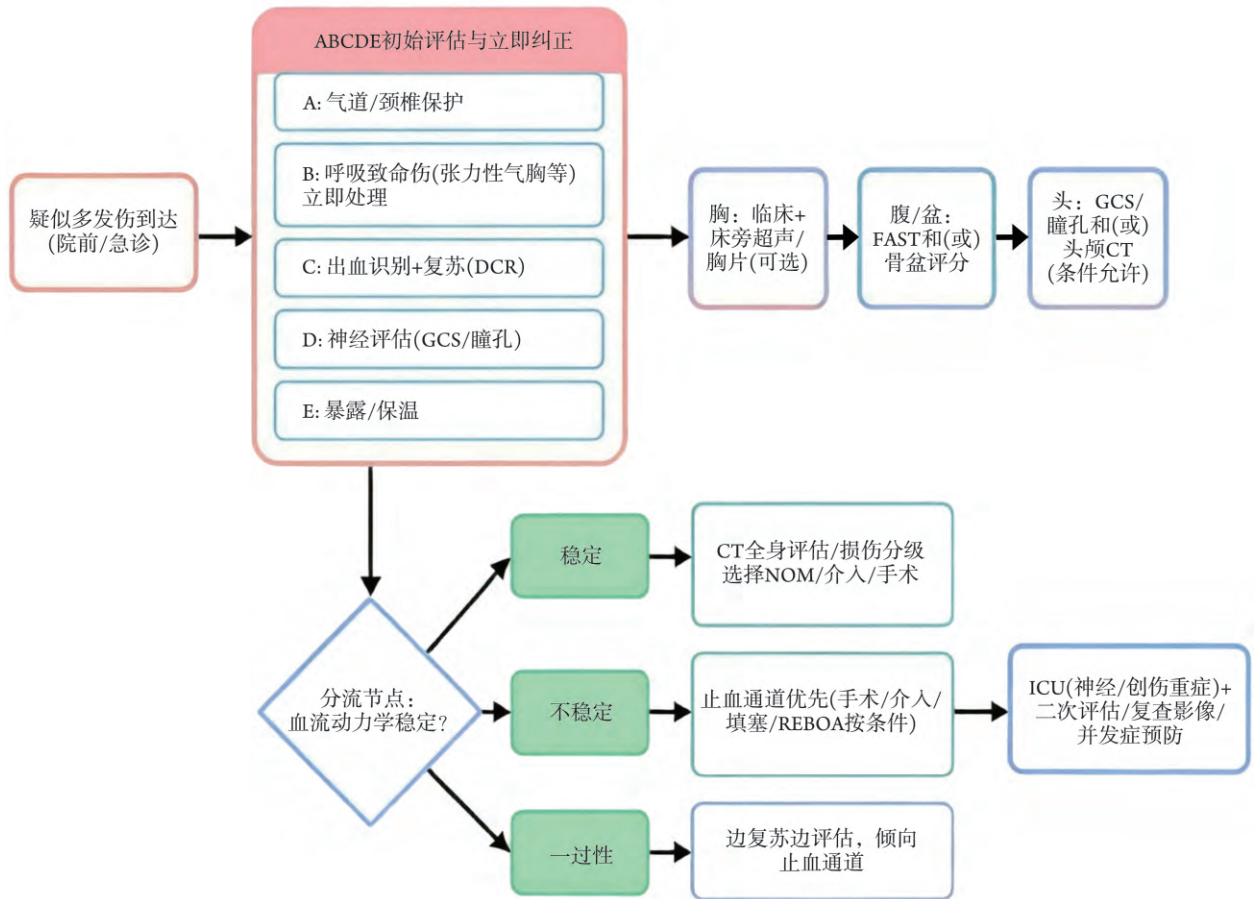 疑似多发伤到达
(院前/急诊)
ABCDE初始评估与立即纠正
A: 气道/颈椎保护
B: 呼吸致命伤(张力性气胸等)
立即处理
C: 出血识别+复苏(DCR)
D: 神经评估(GCS/瞳孔)
E: 暴露/保温
胸：临床+
床旁超声/
胸片(可选)
腹/盆：
FAST和(或)
骨盆评分
头：GCS/
瞳孔和(或)
头颅CT
(条件允许)
分流节点：
血流动力学稳定?
稳定
CT全身评估/损伤分级
选择NOM/介入/手术
不稳定
止血通道优先(手术/介入/
填塞/REBOA按条件)
ICU(神经/创伤重症)+
二次评估/复查影像/
并发症预防
一过性
边复苏边评估，倾向
止血通道